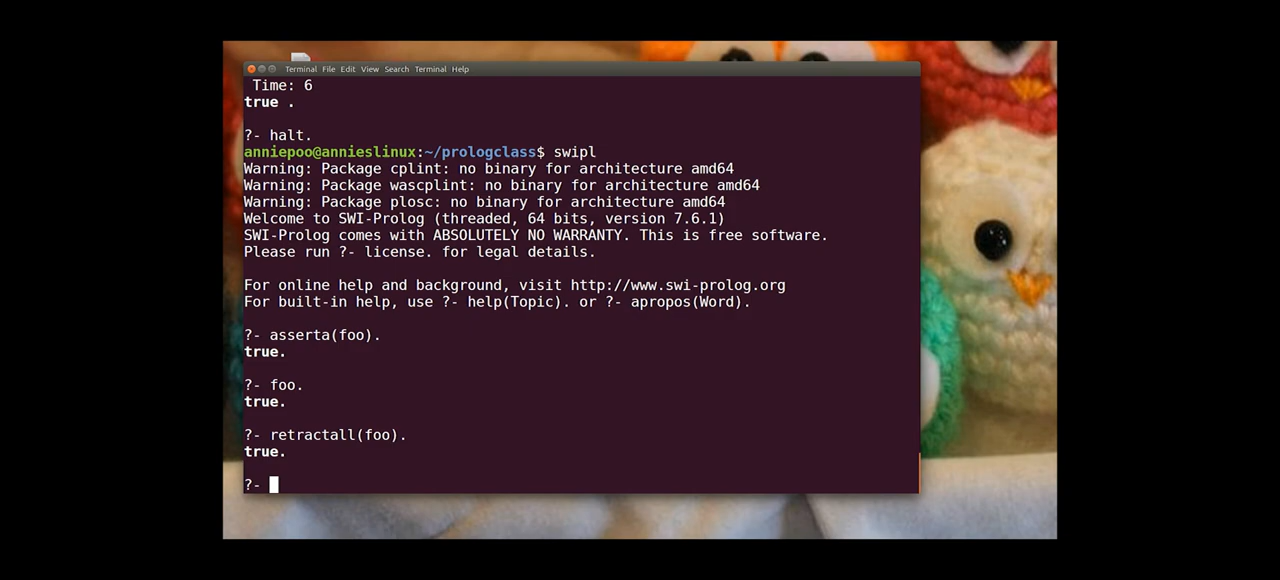 Terminal File Edit View Search Terminal Help
Time: 6
true .
?- halt.
anniepoo@annieslinux:~/prologclass$ swipl
Warning: Package cplint: no binary for architecture amd64
Warning: Package wascplint: no binary for architecture amd64
Warning: Package plosc: no binary for architecture amd64
Welcome to SWI-Prolog (threaded, 64 bits, version 7.6.1)
SWI-Prolog comes with ABSOLUTELY NO WARRANTY. This is free software.
Please run ?- license. for legal details.
For online help and background, visit http://www.swi-prolog.org
For built-in help, use ?- help(Topic). or ?- apropos(Word).
?- asserta(foo).
true.
?- foo.
true.
?- retractall(foo).
true.
?-